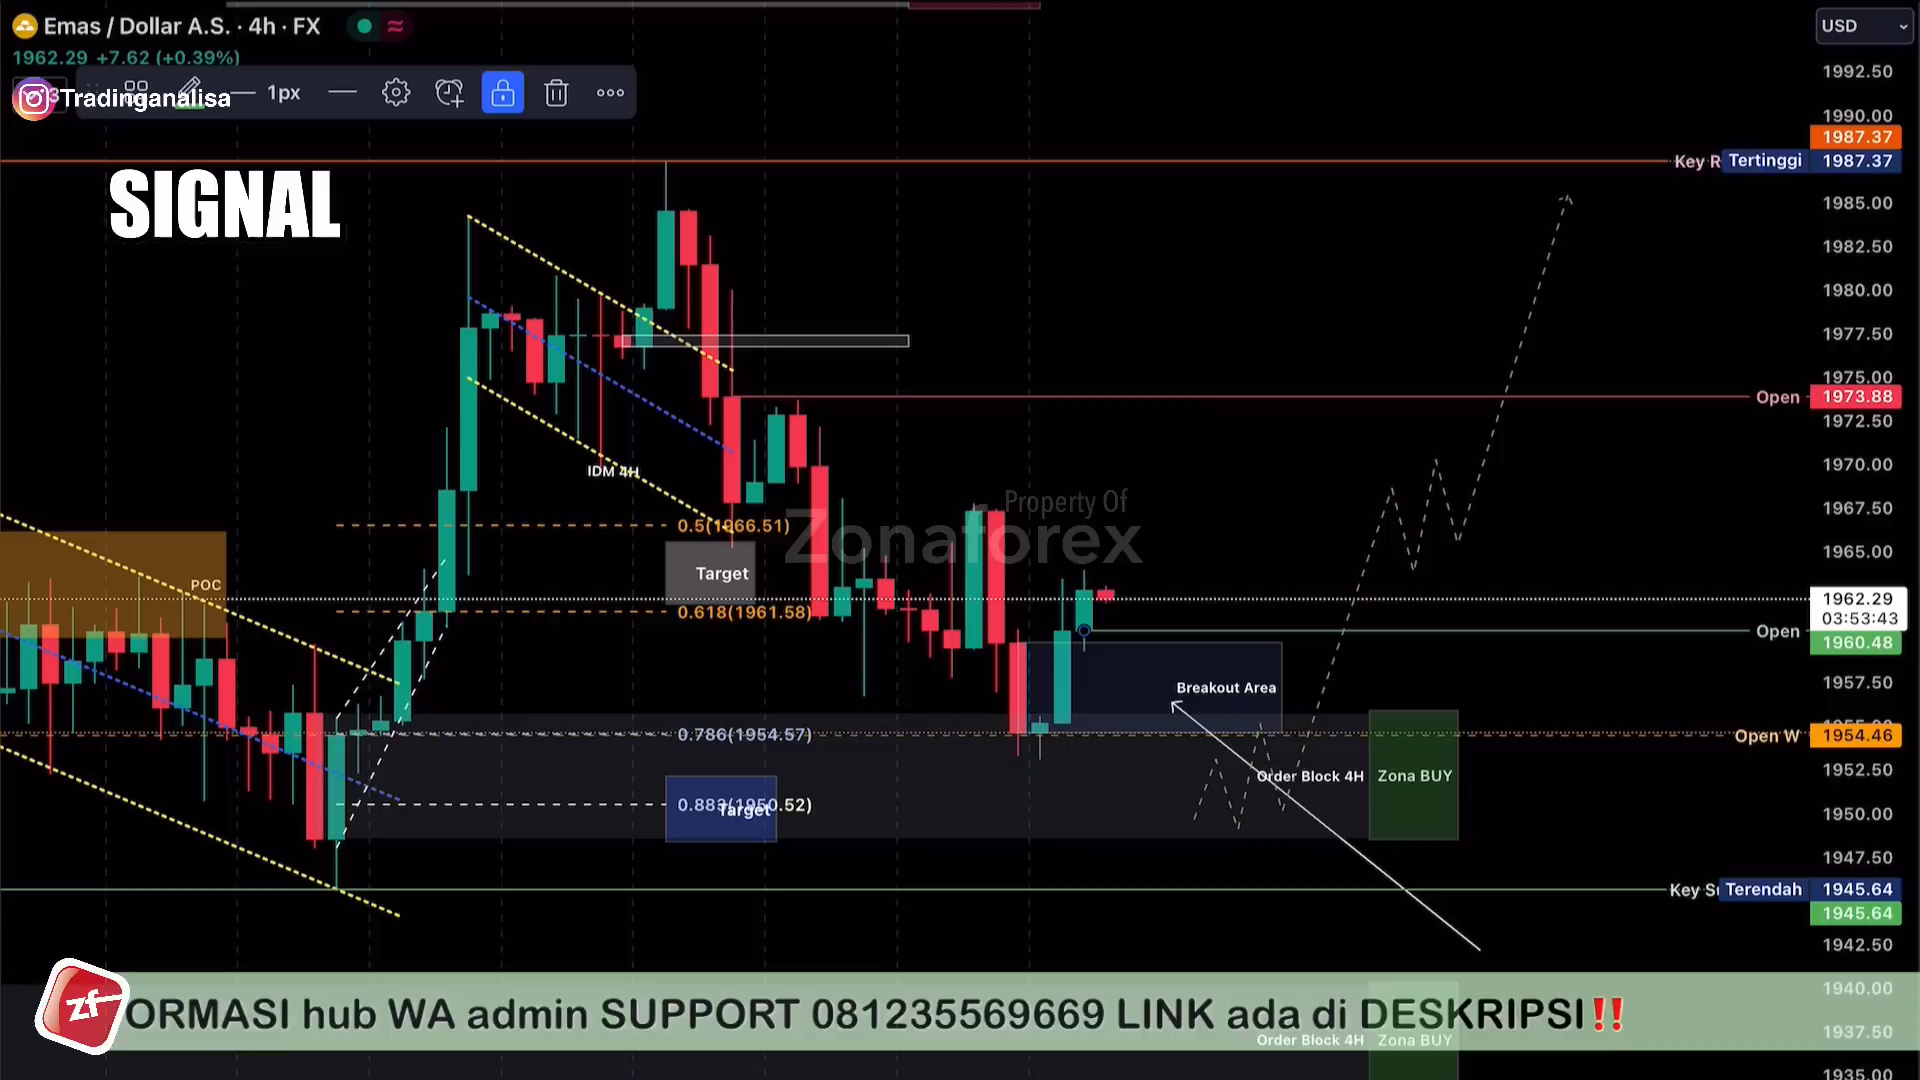 Emas / Dollar A.S. · 4h · FX
USD
1962.29 +7.62 (+0.39%)
Tradinganalisa
1px
SIGNAL
1992.50
1990.00
1987.37
Key R
Tertinggi
1987.37
1985.00
1982.50
1980.00
1977.50
1975.00
Open
1973.88
1972.50
IDM 4H
1970.00
Property Of
Zonaforex
1967.50
0.5(1966.51)
1965.00
Target
POC
1962.29
03:53:43
0.618(1961.58)
Open
1960.48
Breakout Area
1957.50
0.786(1954.57)
Open W
1954.46
Order Block 4H
Zona BUY
1952.50
0.883(1950.52)
Target
1950.00
1947.50
Key S
Terendah
1945.64
1945.64
1942.50
1940.00
zf
ORMASI hub WA admin SUPPORT 081235569669 LINK ada di DESKRIPSI‼️
1937.50
Order Block 4H
Zona BUY
1935.00